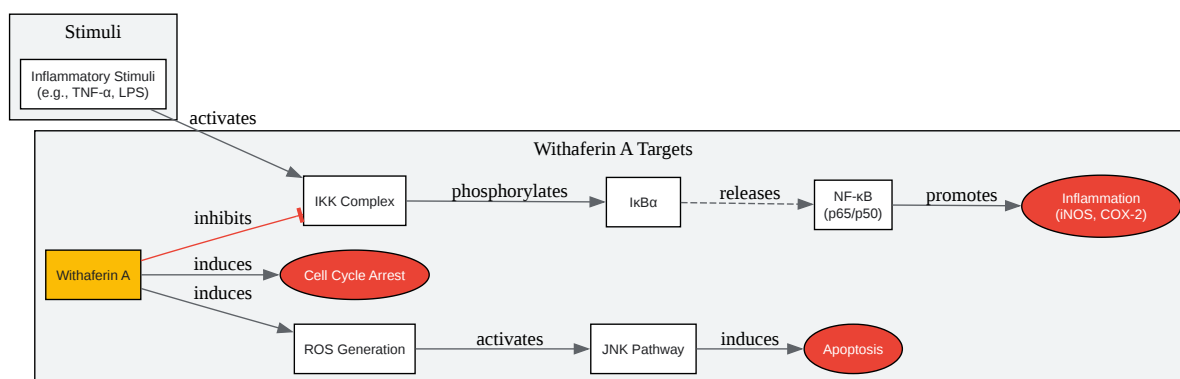 Stimuli
Inflammatory Stimuli
(e.g., TNF-α, LPS)
activates
Withaferin A Targets
IKK Complex
phosphorylates
IκBα
releases
NF-κB
(p65/p50)
promotes
Inflammation
(iNOS, COX-2)
inhibits
Withaferin A
induces
Cell Cycle Arrest
induces
ROS Generation
activates
JNK Pathway
induces
Apoptosis